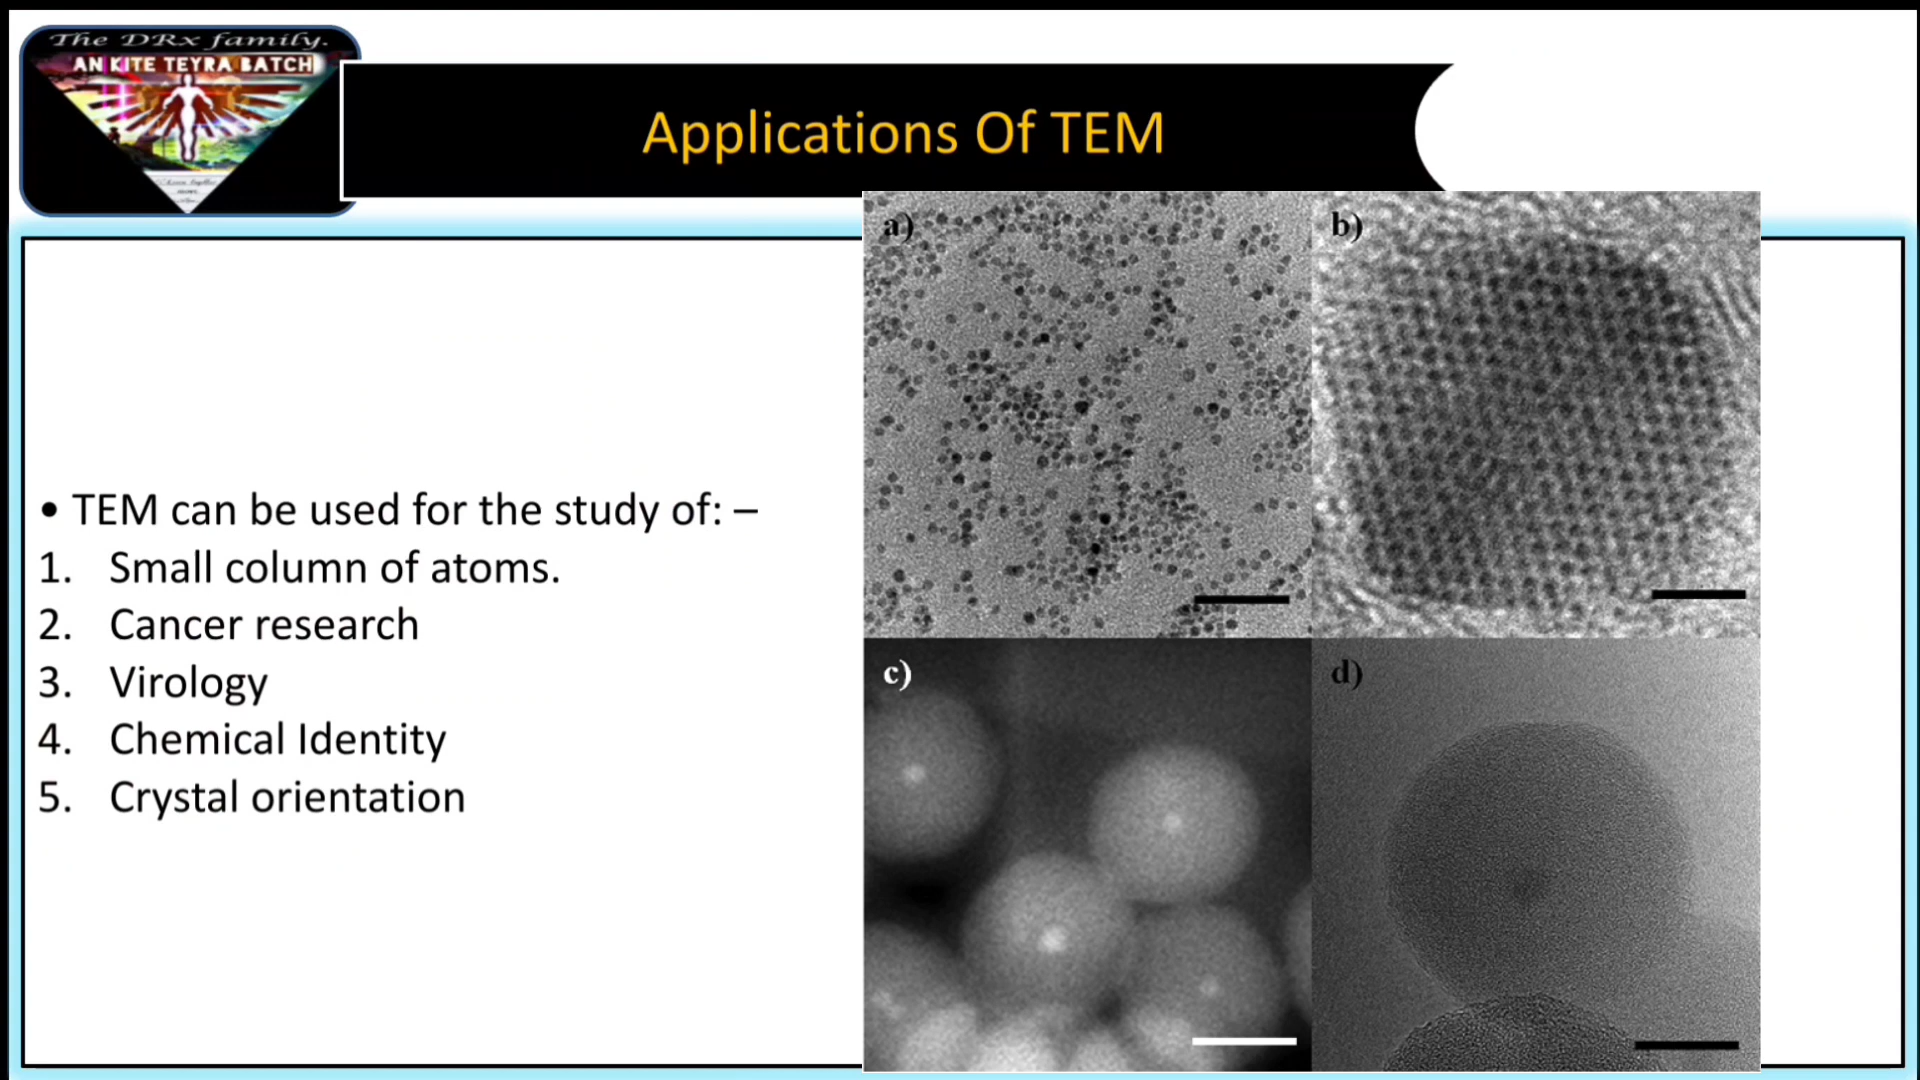 The DRx family.
AN KITE TEYRA BATCH
Applications Of TEM
• TEM can be used for the study of: –
1. Small column of atoms.
2. Cancer research
3. Virology
4. Chemical Identity
5. Crystal orientation
a)
b)
c)
d)